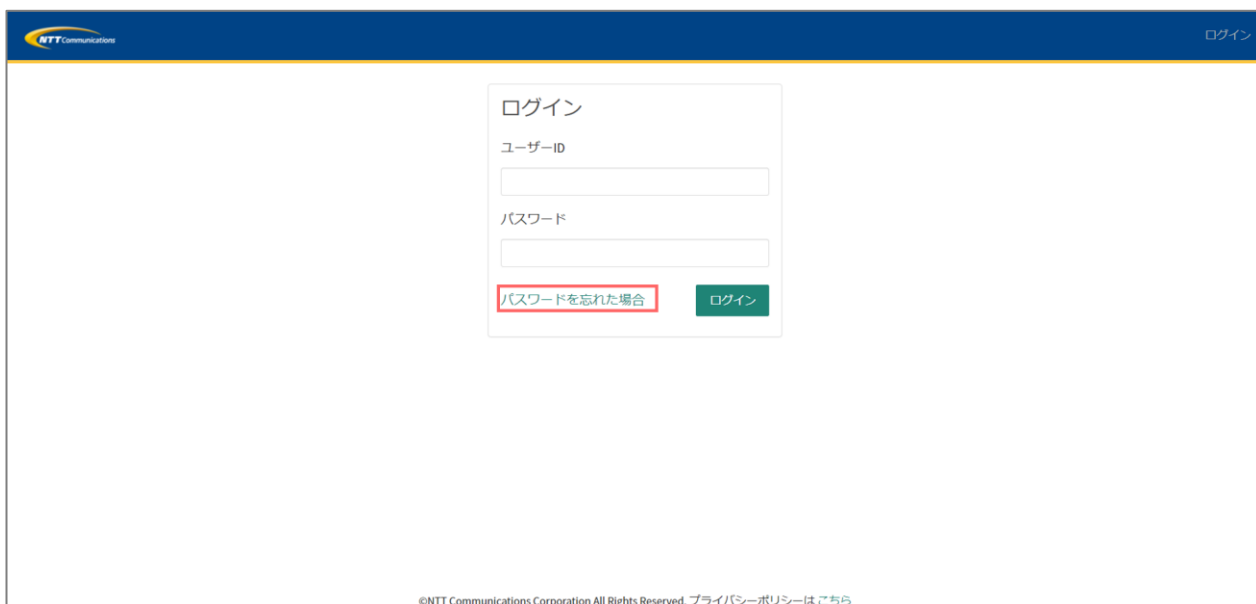 NTT Communications
ログイン
ログイン
ユーザーID
パスワード
パスワードを忘れた場合
ログイン
©NTT Communications Corporation All Rights Reserved. プライバシーポリシーは こちら